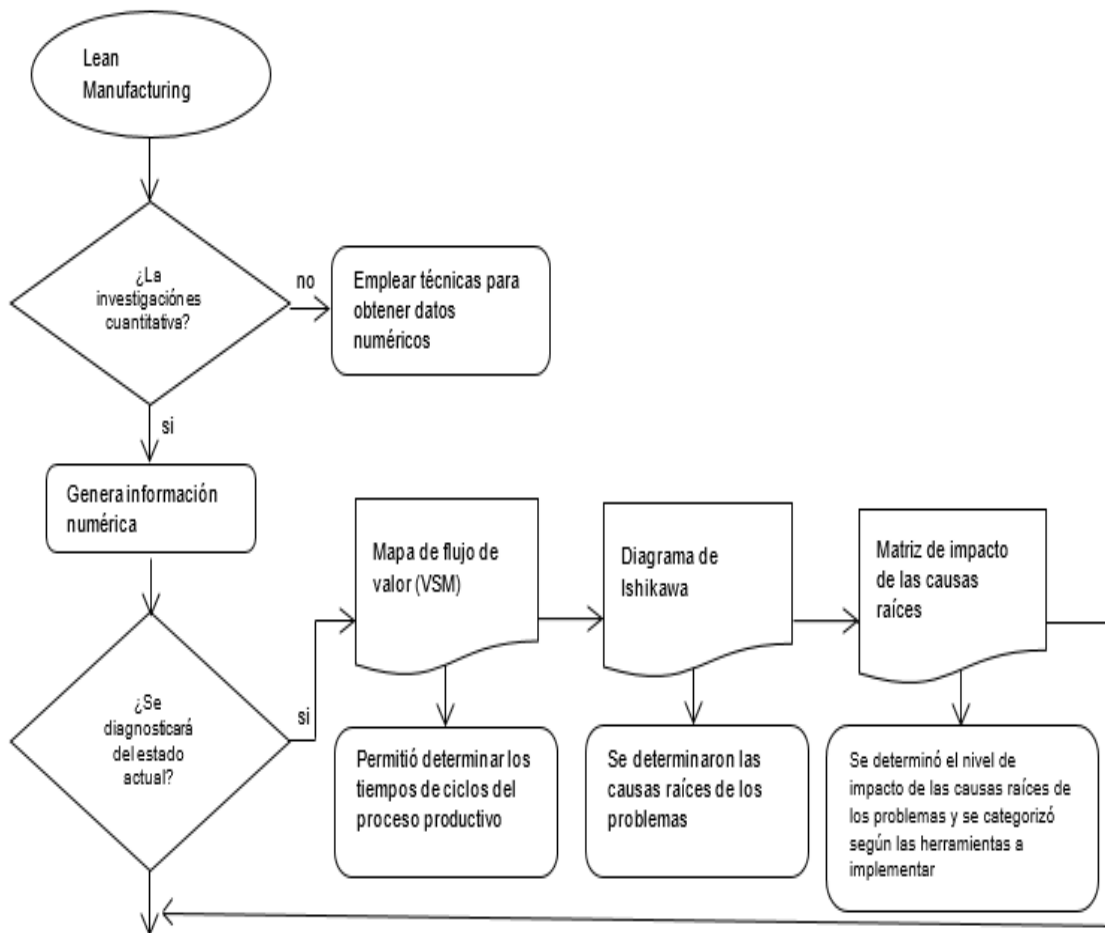 Lean
Manufacturing
¿La
investigación es
cuantitativa?
no
Emplear técnicas para
obtener datos
numéricos
si
Genera información
numérica
¿Se
diagnosticará
del estado
actual?
si
Mapa de flujo de
valor (VSM)
Diagrama de
Ishikawa
Matriz de impacto
de las causas
raíces
Permitió determinar los
tiempos de ciclos del
proceso productivo
Se determinaron las
causas raíces de los
problemas
Se determinó el nivel de
impacto de las causas raíces de
los problemas y se categorizó
según las herramientas a
implementar